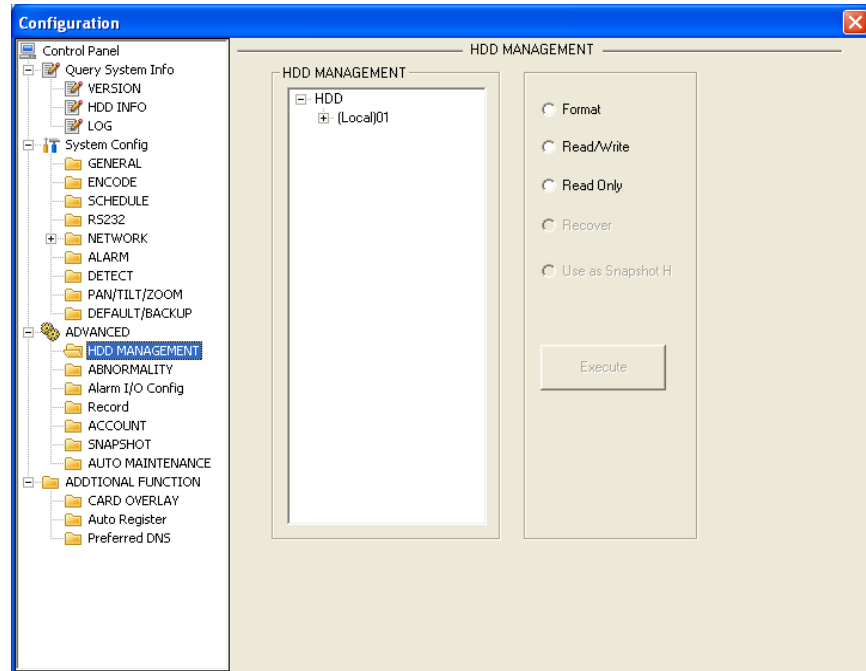 Configuration
Control Panel
Query System Info
VERSION
HDD INFO
LOG
System Config
GENERAL
ENCODE
SCHEDULE
RS232
NETWORK
ALARM
DETECT
PAN/TILT/ZOOM
DEFAULT/BACKUP
ADVANCED
HDD MANAGEMENT
ABNORMALITY
Alarm I/O Config
Record
ACCOUNT
SNAPSHOT
AUTO MAINTENANCE
ADDTIONAL FUNCTION
CARD OVERLAY
Auto Register
Preferred DNS
HDD MANAGEMENT
HDD MANAGEMENT
HDD
(Local)01
Format
Read/Write
Read Only
Recover
Use as Snapshot H
Execute